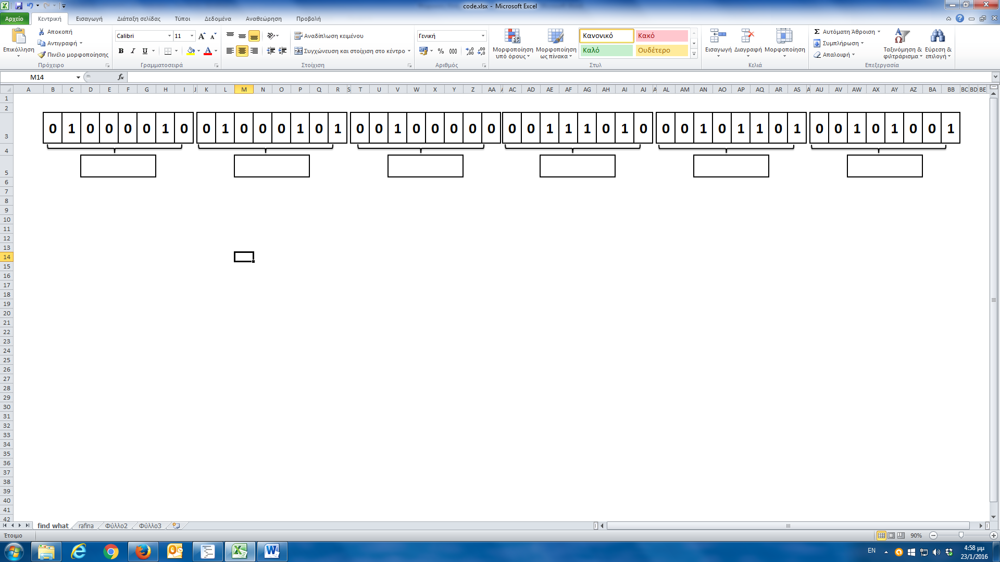 code.xlsx - Microsoft Excel
Αρχείο Κεντρική Εισαγωγή Διάταξη σελίδας Τύποι Δεδομένα Αναθεώρηση Προβολή
Επικόλληση
Αποκοπή
Αντιγραφή
Πινέλο μορφοποίησης
Πρόχειρο
Calibri 11
B I U
Γραμματοσειρά
Αναδίπλωση κειμένου
Συγχώνευση και στοίχιση στο κέντρο
Στοίχιση
Γενική
% 000
Αριθμός
Μορφοποίηση υπό όρους
Μορφοποίηση ως πίνακα
Κανονικό Κακό
Καλό Ουδέτερο
Στυλ
Εισαγωγή Διαγραφή Μορφοποίηση
Κελιά
Αυτόματη Άθροιση
Συμπλήρωση
Απαλοιφή
Ταξινόμηση & φιλτράρισμα
Εύρεση & επιλογή
Επεξεργασία
M14 fx
A B C D E F G H I J K L M N O P Q R S T U V W X Y Z AA AC AD AE AF AG AH AI AJ AL AM AN AO AP AQ AR AS AU AV AW AX AY AZ BA BB BC BD BE
1
2
3 0 1 0 0 0 0 1 0 0 1 0 0 0 1 0 1 0 0 1 0 0 0 0 0 0 0 1 1 1 0 1 0 0 0 1 0 1 1 0 1 0 0 1 0 1 0 0 1
4
5
6
7
8
9
10
11
12
13
14
15
16
17
18
19
20
21
22
23
24
25
26
27
28
29
30
31
32
33
34
35
36
37
38
39
40
41
42
find what rafina Φύλλο2 Φύλλο3
Έτοιμο 90%
EN 4:58 μμ
23/1/2016